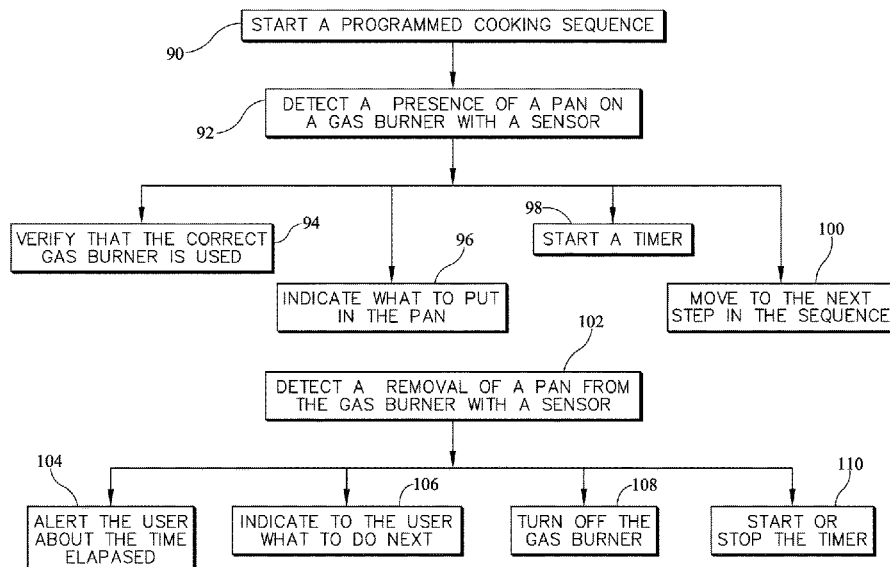 START A PROGRAMMED COOKING SEQUENCE
90
DETECT A PRESENCE OF A PAN ON
A GAS BURNER WITH A SENSOR
92
VERIFY THAT THE CORRECT
GAS BURNER IS USED
94
INDICATE WHAT TO PUT
IN THE PAN
96
98
START A TIMER
100
MOVE TO THE NEXT
STEP IN THE SEQUENCE
102
DETECT A REMOVAL OF A PAN FROM
THE GAS BURNER WITH A SENSOR
104
ALERT THE USER
ABOUT THE TIME
ELAPASED
106
INDICATE TO THE USER
WHAT TO DO NEXT
108
TURN OFF THE
GAS BURNER
110
START OR
STOP THE TIMER